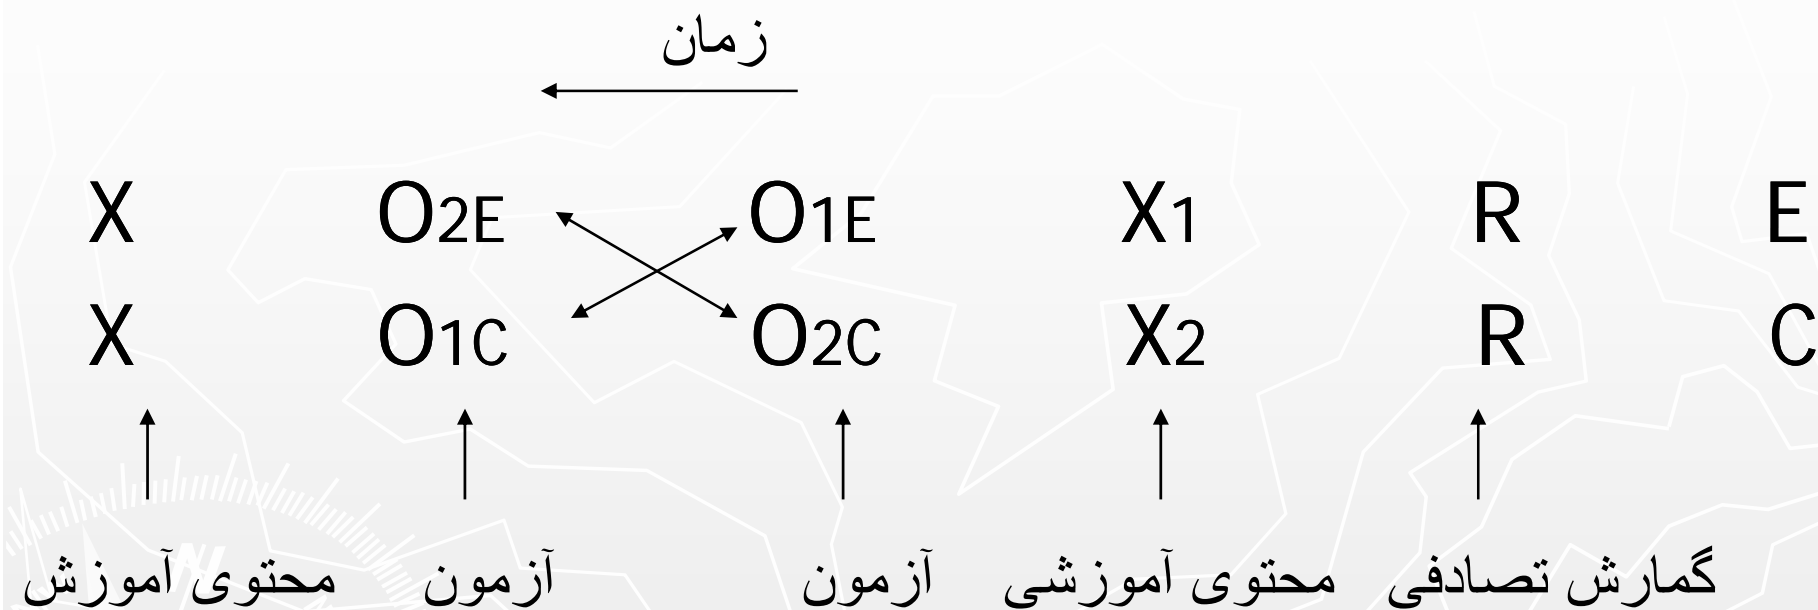 زمان
E R X1 O1E O2E X
C R X2 O2C O1C X
گمارش تصادفی محتوی آموزشی آزمون آزمون محتوی آموزش